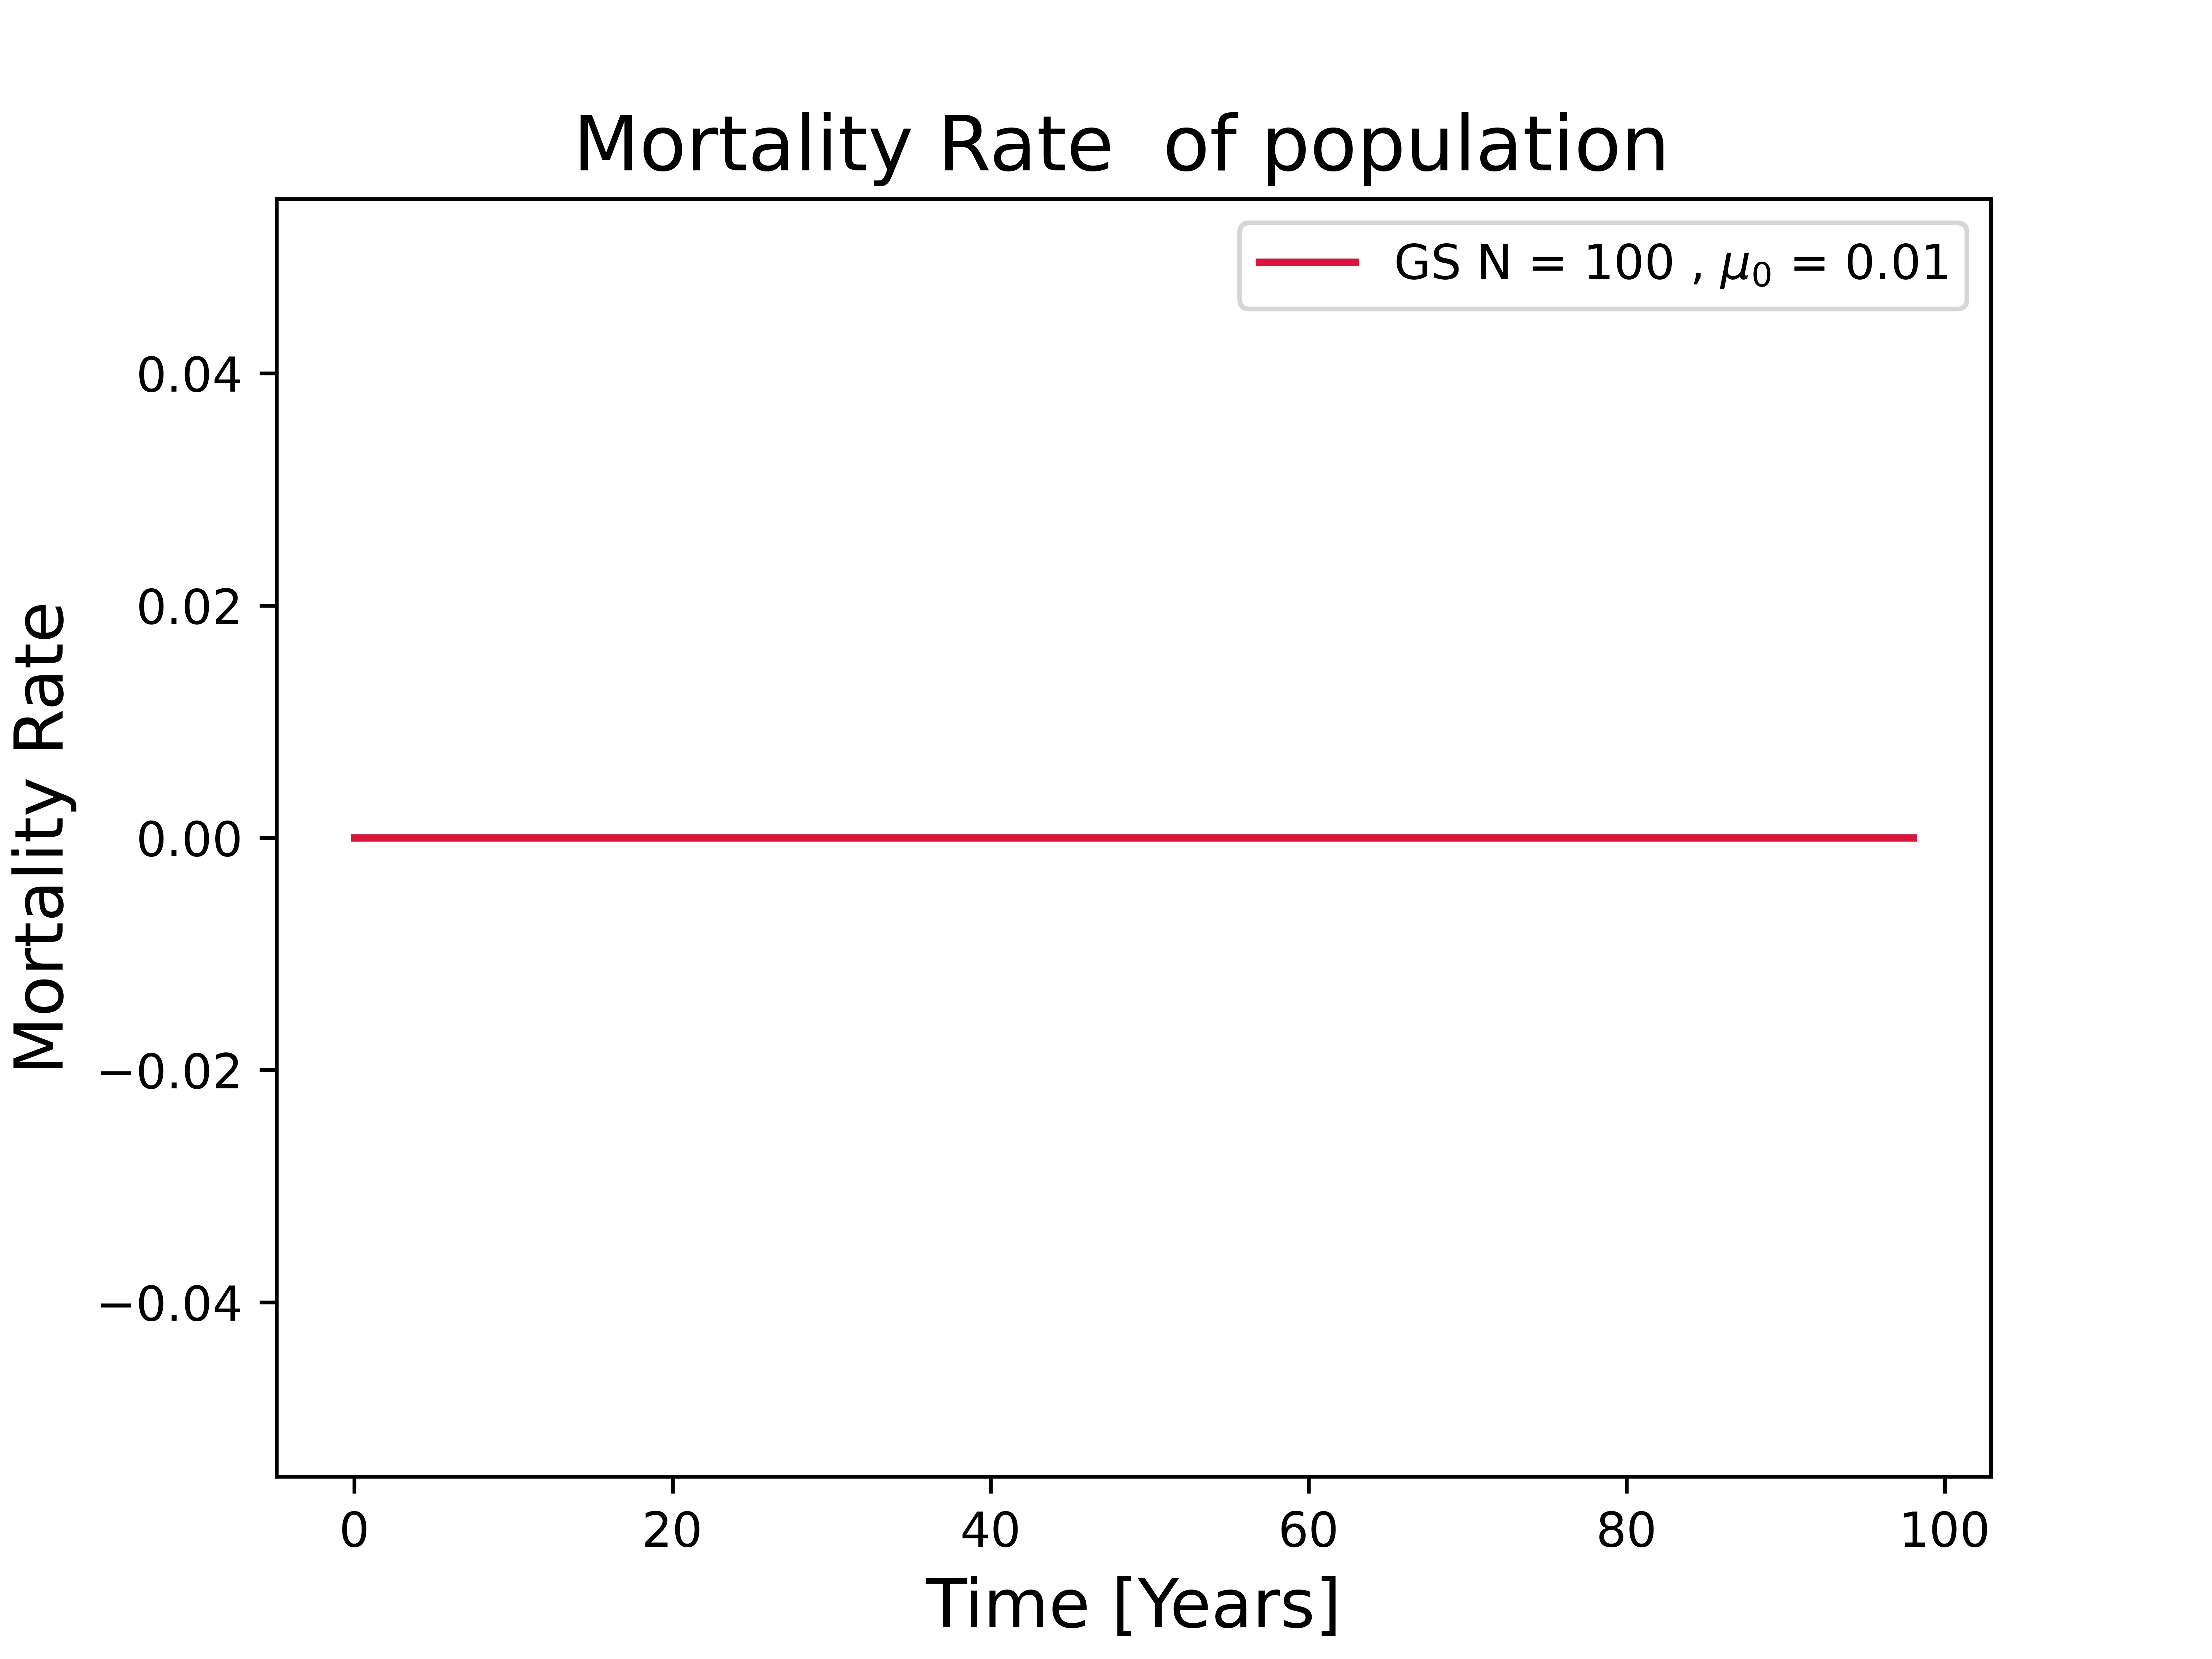 Mortality Rate  of population
GS N = 100 , μ₀ = 0.01
0.04
0.02
0.00
−0.02
−0.04
Mortality Rate
0 20 40 60 80 100
Time [Years]